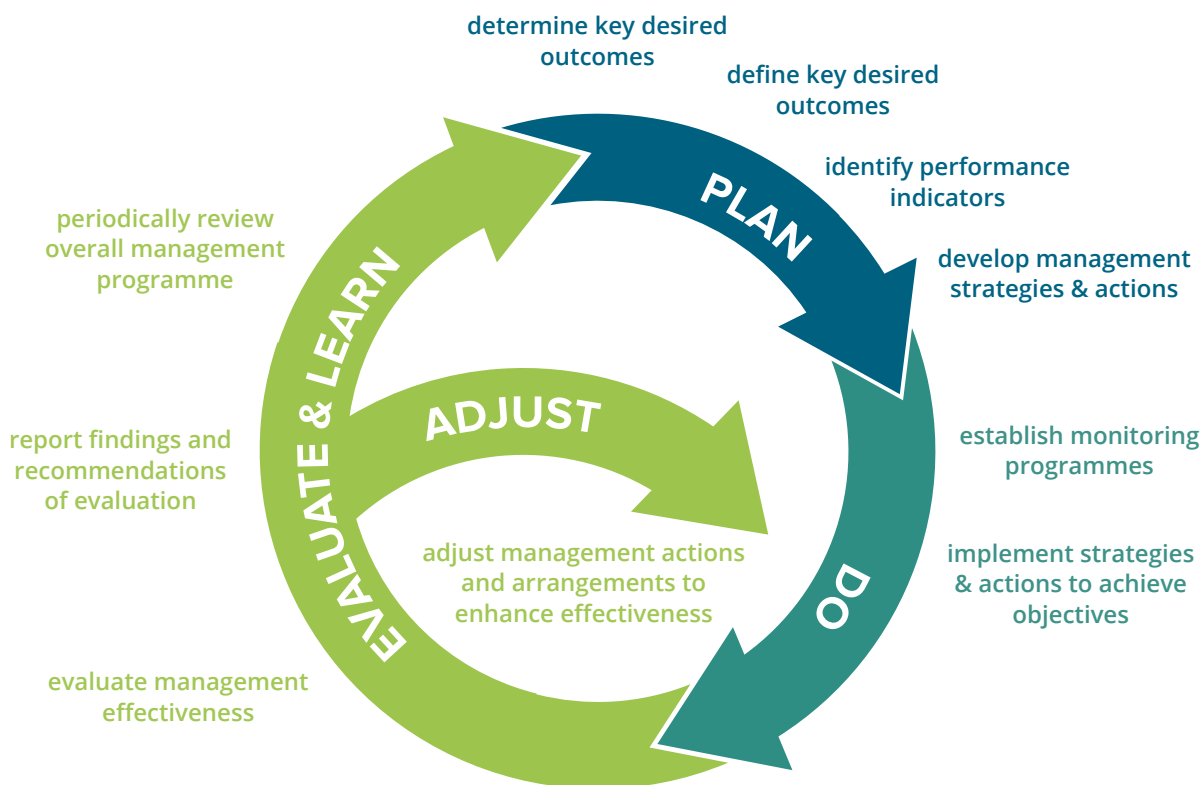 determine key desired
outcomes
define key desired
outcomes
PLAN
identify performance
indicators
develop management
strategies & actions
establish monitoring
programmes
implement strategies
& actions to achieve
objectives
DO
evaluate management
effectiveness
report findings and
recommendations
of evaluation
periodically review
overall management
programme
EVALUATE & LEARN
ADJUST
adjust management actions
and arrangements to
enhance effectiveness